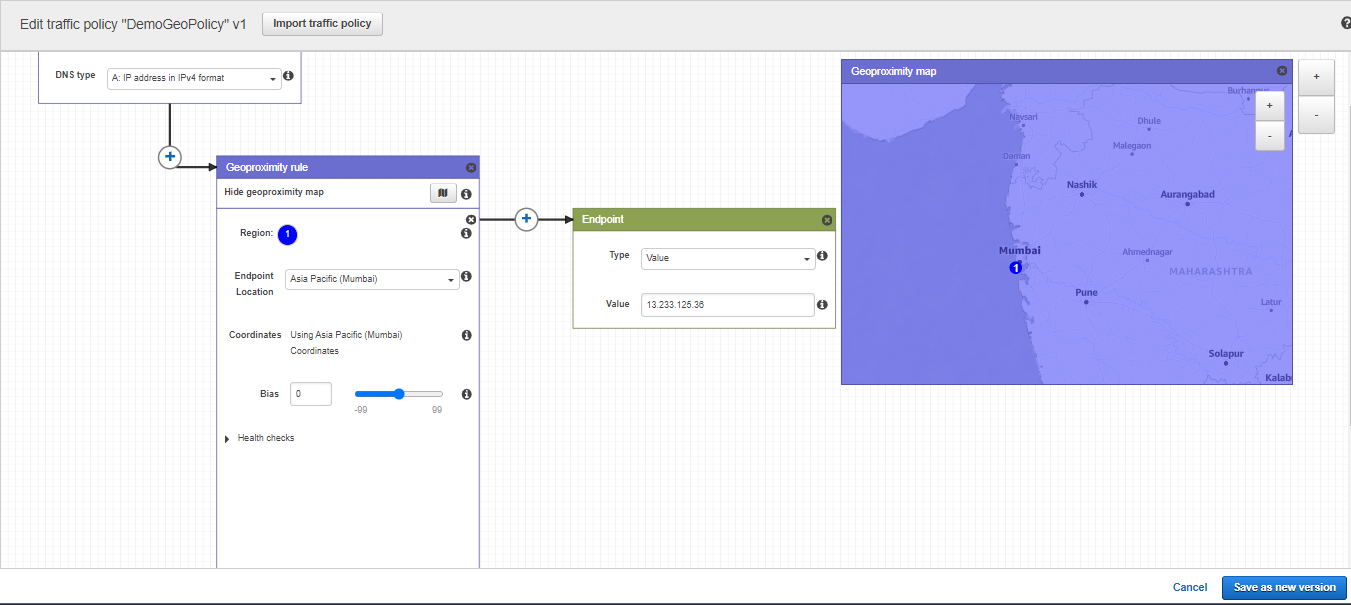 Edit traffic policy "DemoGeoPolicy" v1
Import traffic policy
?
DNS type
A: IP address in IPv4 format
i
+
Geoproximity rule
Hide geoproximity map
i
Region:
1
i
Endpoint
Location
Asia Pacific (Mumbai)
i
Coordinates
Using Asia Pacific (Mumbai)
Coordinates
i
Bias
0
-99
99
i
Health checks
+
Endpoint
Type
Value
i
Value
13.233.125.36
i
Geoproximity map
+
-
+
-
Navsari
Dhule
Malegaon
Daman
Nashik
Aurangabad
Mumbai
1
Ahmednagar
MAHARASHTRA
Pune
Latur
Solapur
Kalab
Cancel
Save as new version